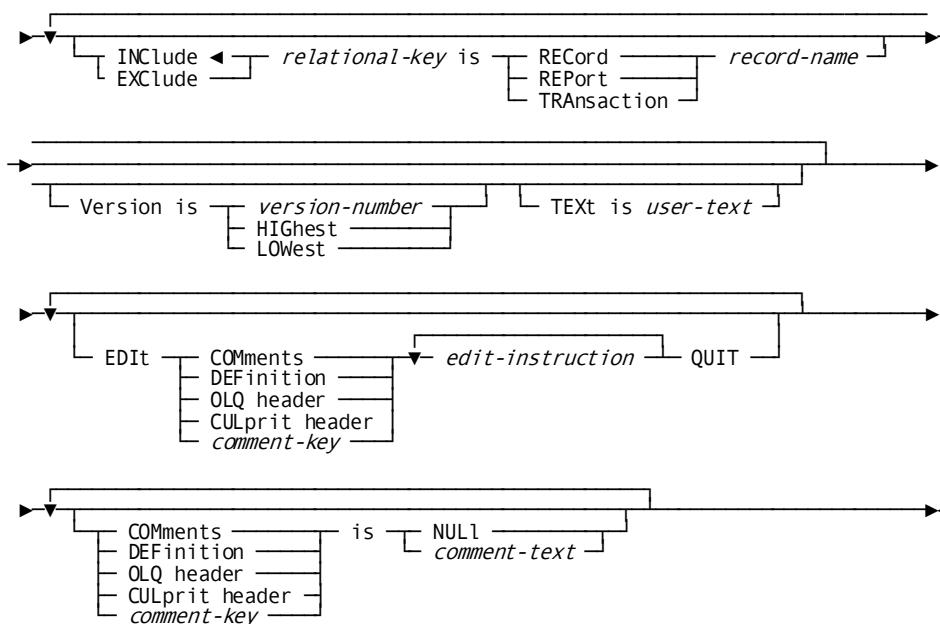 INClude relational-key is RECord record-name
EXClude REPort
TRAnsaction
Version is version-number TEXt is user-text
HIGhest
LOWest
EDIt COMments edit-instruction QUIT
DEFinition
OLQ header
CULprit header
comment-key
COMments is NULl
DEFinition comment-text
OLQ header
CULprit header
comment-key